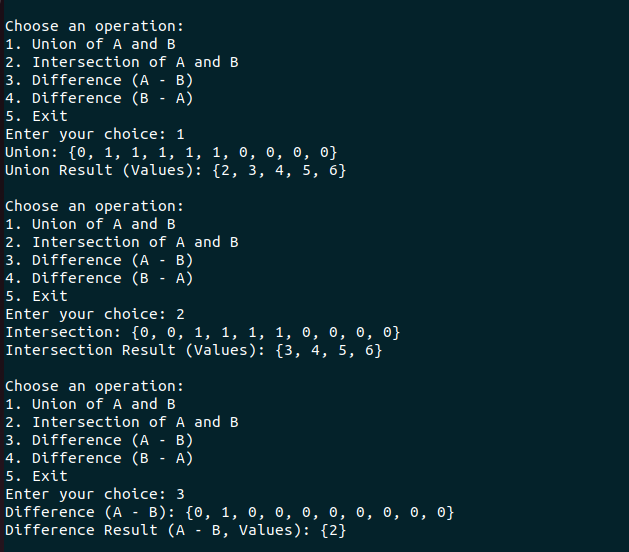 Choose an operation:
1. Union of A and B
2. Intersection of A and B
3. Difference (A - B)
4. Difference (B - A)
5. Exit
Enter your choice: 1
Union: {0, 1, 1, 1, 1, 1, 0, 0, 0, 0}
Union Result (Values): {2, 3, 4, 5, 6}

Choose an operation:
1. Union of A and B
2. Intersection of A and B
3. Difference (A - B)
4. Difference (B - A)
5. Exit
Enter your choice: 2
Intersection: {0, 0, 1, 1, 1, 1, 0, 0, 0, 0}
Intersection Result (Values): {3, 4, 5, 6}

Choose an operation:
1. Union of A and B
2. Intersection of A and B
3. Difference (A - B)
4. Difference (B - A)
5. Exit
Enter your choice: 3
Difference (A - B): {0, 1, 0, 0, 0, 0, 0, 0, 0, 0}
Difference Result (A - B, Values): {2}